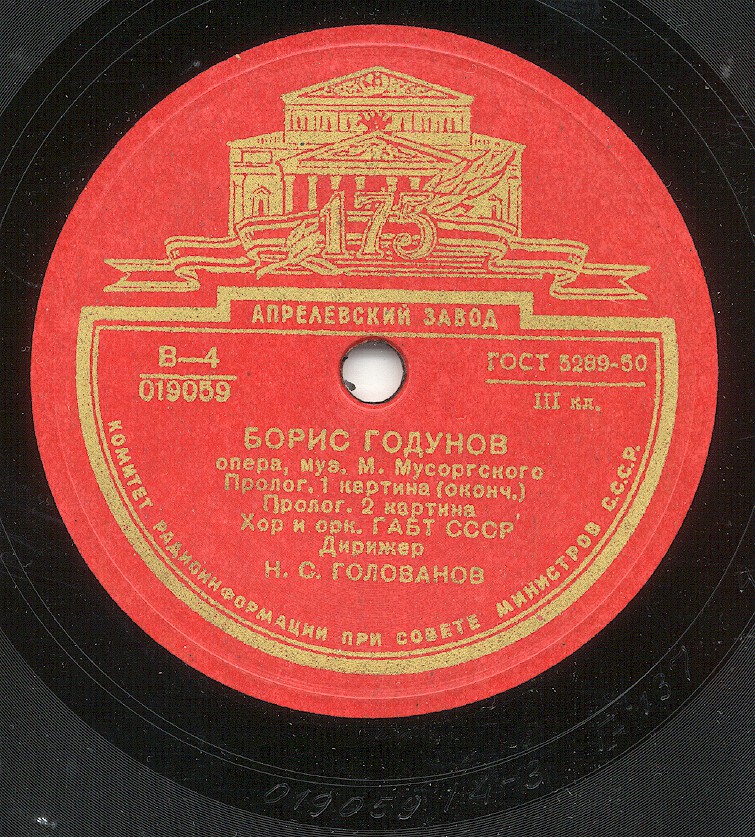 175
АПРЕЛЕВСКИЙ ЗАВОД
В—4
019059
ГОСТ 5289-50
III кл.
БОРИС ГОДУНОВ
опера, муз. М. Мусоргского
Пролог. 1 картина (оконч.)
Пролог. 2 картина
Хор и орк. ГАБТ СССР
Дирижер
Н. С. ГОЛОВАНОВ
КОМИТЕТ РАДИОИНФОРМАЦИИ ПРИ СОВЕТЕ МИНИСТРОВ С.С.С.Р.
019059